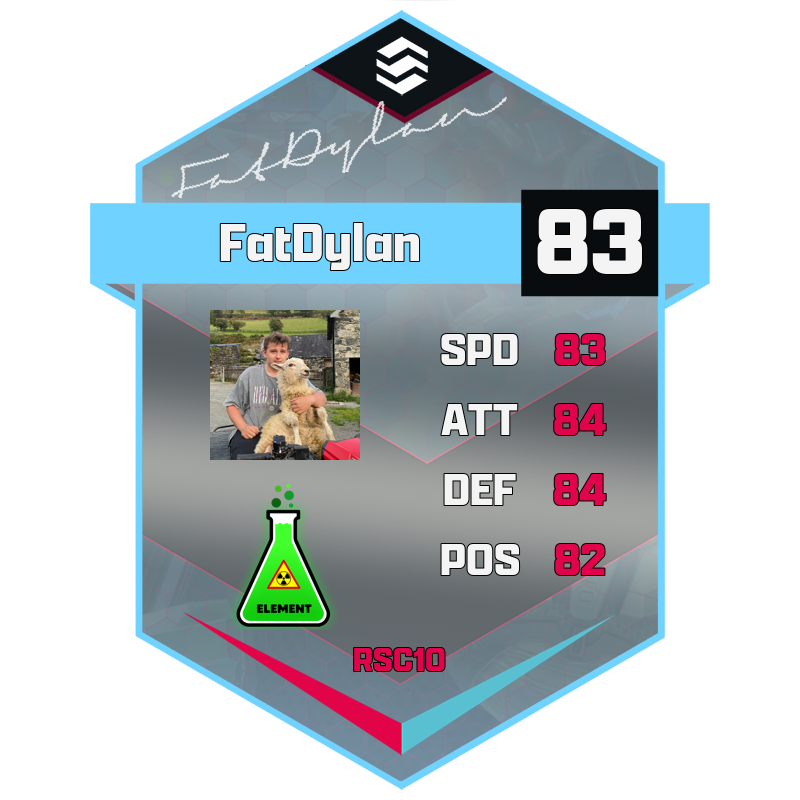 FatDylan
FatDylan 83
SPD 83
ATT 84
DEF 84
POS 82
ELEMENT
RSC10